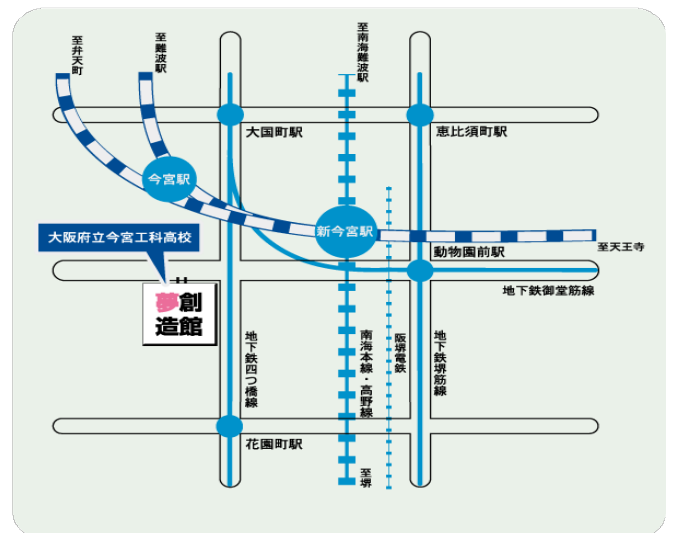 至弁天町
至難波駅
至南海難波駅
大国町駅
恵比須町駅
今宮駅
新今宮駅
大阪府立今宮工科高校
動物園前駅
至天王寺
地下鉄御堂筋線
夢創
造館
地下鉄四つ橋線
南海本線・高野線
阪堺電鉄
地下鉄堺筋線
花園町駅
至堺